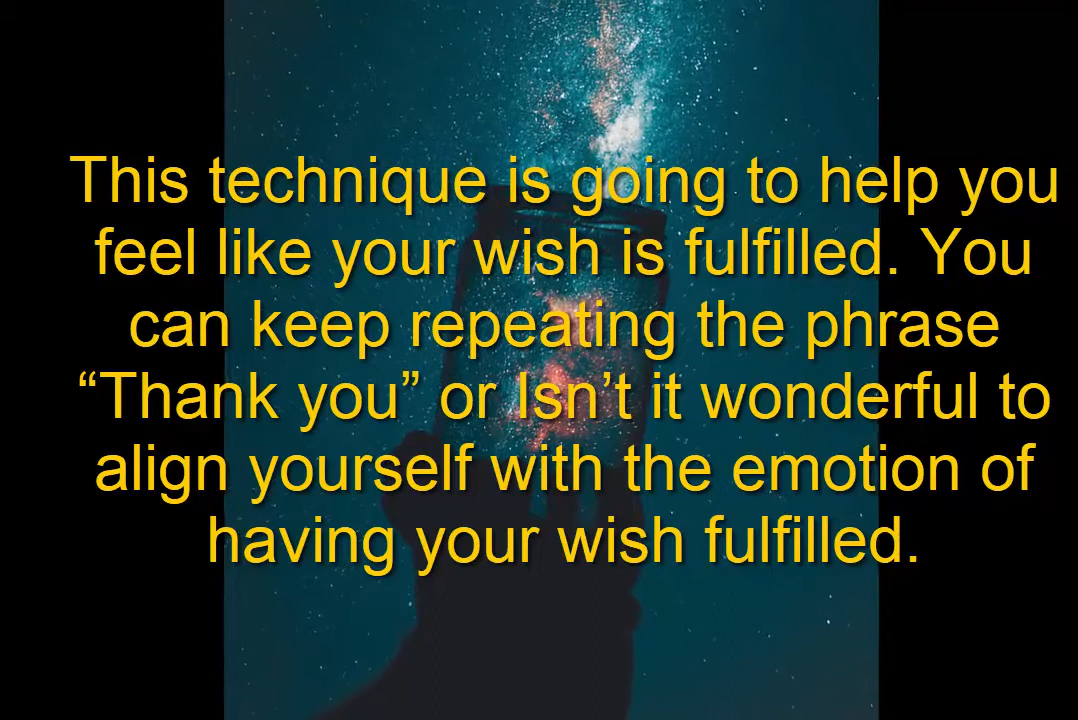 This technique is going to help you
feel like your wish is fulfilled. You
can keep repeating the phrase
“Thank you” or Isn’t it wonderful to
align yourself with the emotion of
having your wish fulfilled.